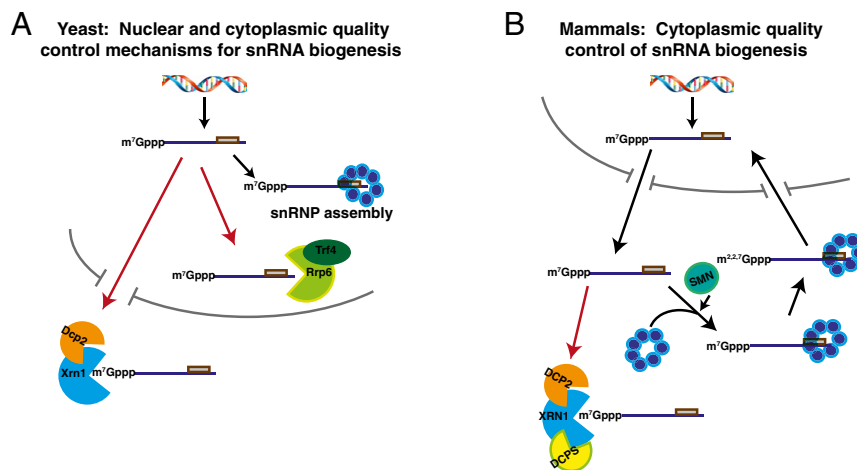 A
Yeast: Nuclear and cytoplasmic quality
control mechanisms for snRNA biogenesis
m⁷Gppp
m⁷Gppp
snRNP assembly
Trf4
Rrp6
m⁷Gppp
Dcp2
Xrn1
m⁷Gppp
B
Mammals: Cytoplasmic quality
control of snRNA biogenesis
m⁷Gppp
m²,²,⁷Gppp
m⁷Gppp
SMN
m⁷Gppp
DCP2
XRN1
m⁷Gppp
DCPS